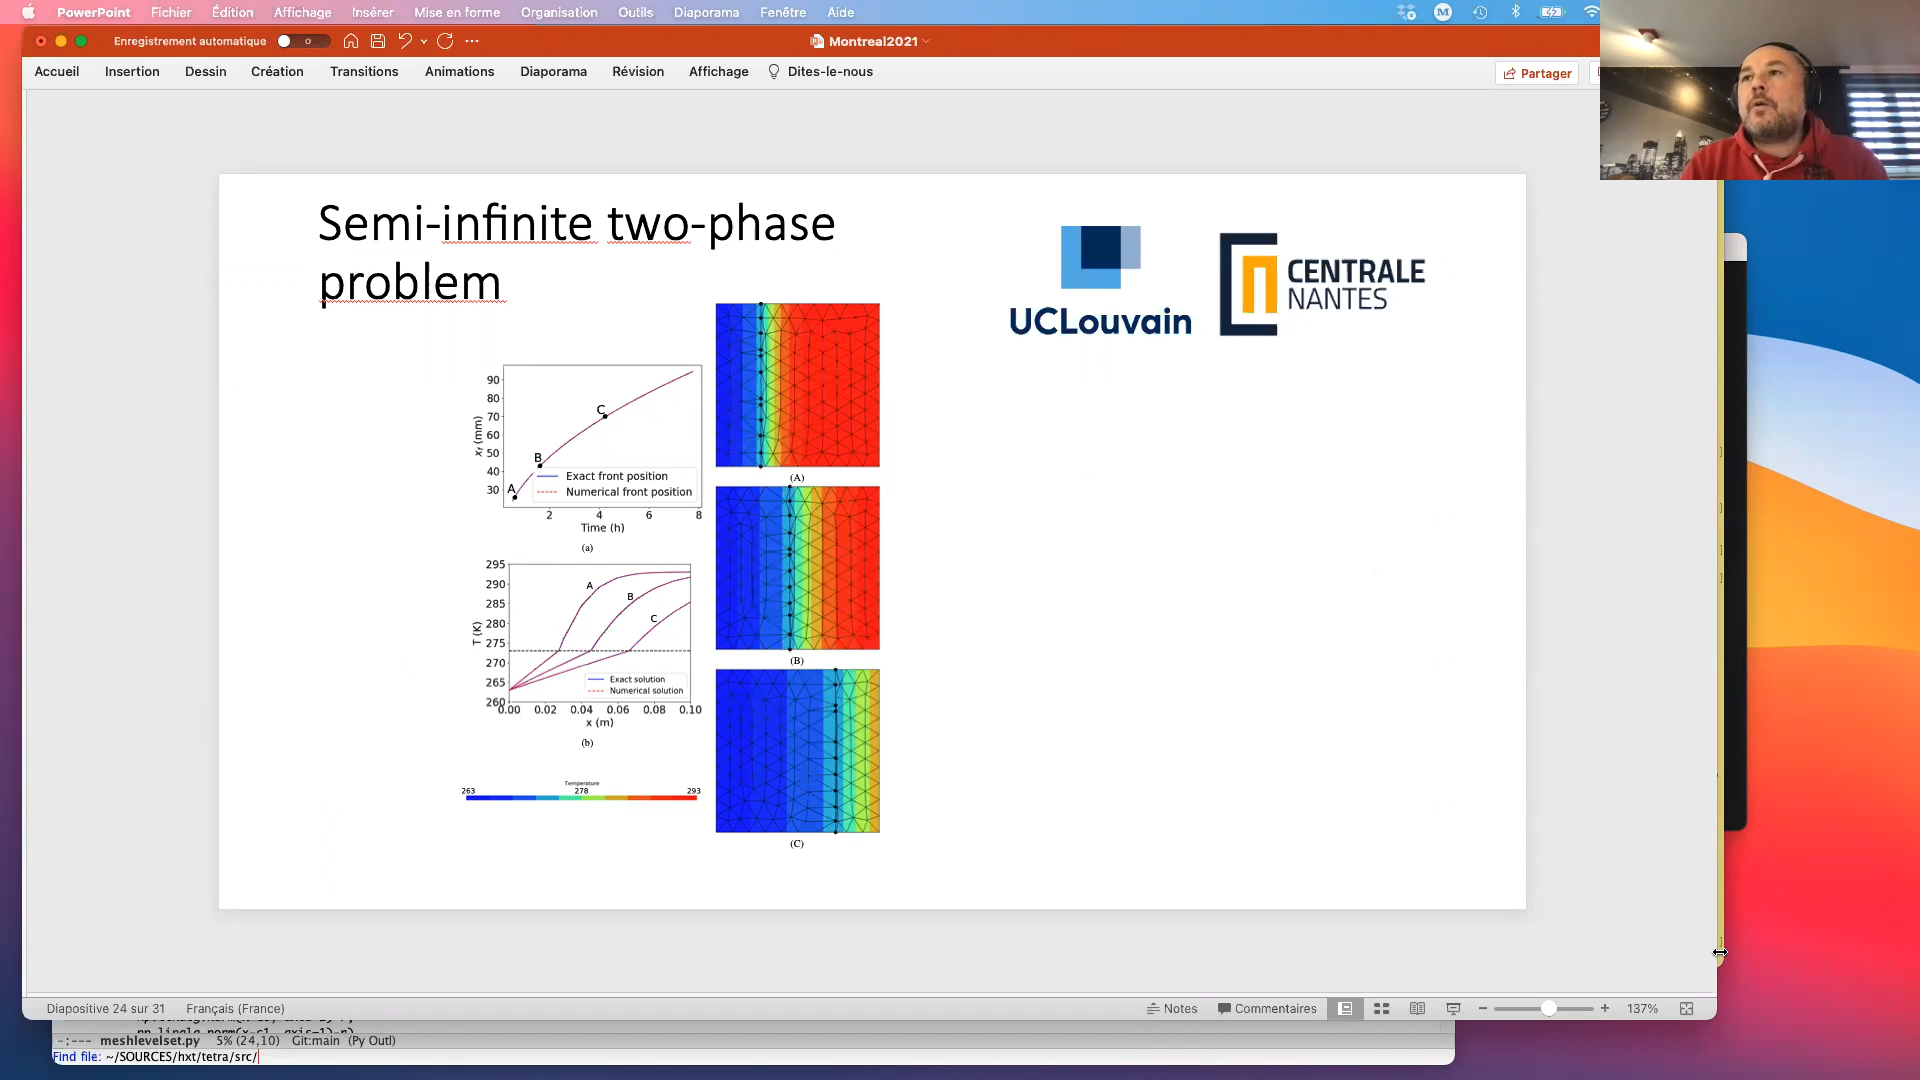 PowerPoint Fichier Édition Affichage Insérer Mise en forme Organisation Outils Diaporama Fenêtre Aide
Enregistrement automatique
Montreal2021
Accueil Insertion Dessin Création Transitions Animations Diaporama Révision Affichage Dites-le-nous
Partager
Semi-infinite two-phase
problem
UCLouvain
CENTRALE
NANTES
90
80
70
60
50
40
30
xf (mm)
A
B
C
Exact front position
Numerical front position
2 4 6 8
Time (h)
(a)
295
290
285
280
275
270
265
260
T (K)
A
B
C
Exact solution
Numerical solution
0.00 0.02 0.04 0.06 0.08 0.10
x (m)
(b)
Temperature
263 278 293
(A)
(B)
(C)
Diapositive 24 sur 31 Français (France)
Notes Commentaires 137%
-:--- meshlevelset.py 5% (24,10) Git:main (Py Outl)
Find file: ~/SOURCES/hxt/tetra/src/